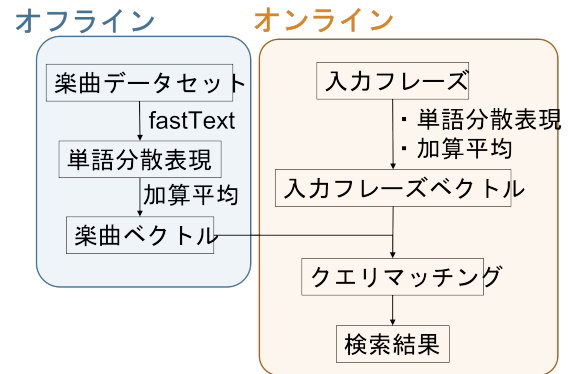 オフライン
楽曲データセット
fastText
単語分散表現
加算平均
楽曲ベクトル
オンライン
入力フレーズ
・単語分散表現
・加算平均
入力フレーズベクトル
クエリマッチング
検索結果